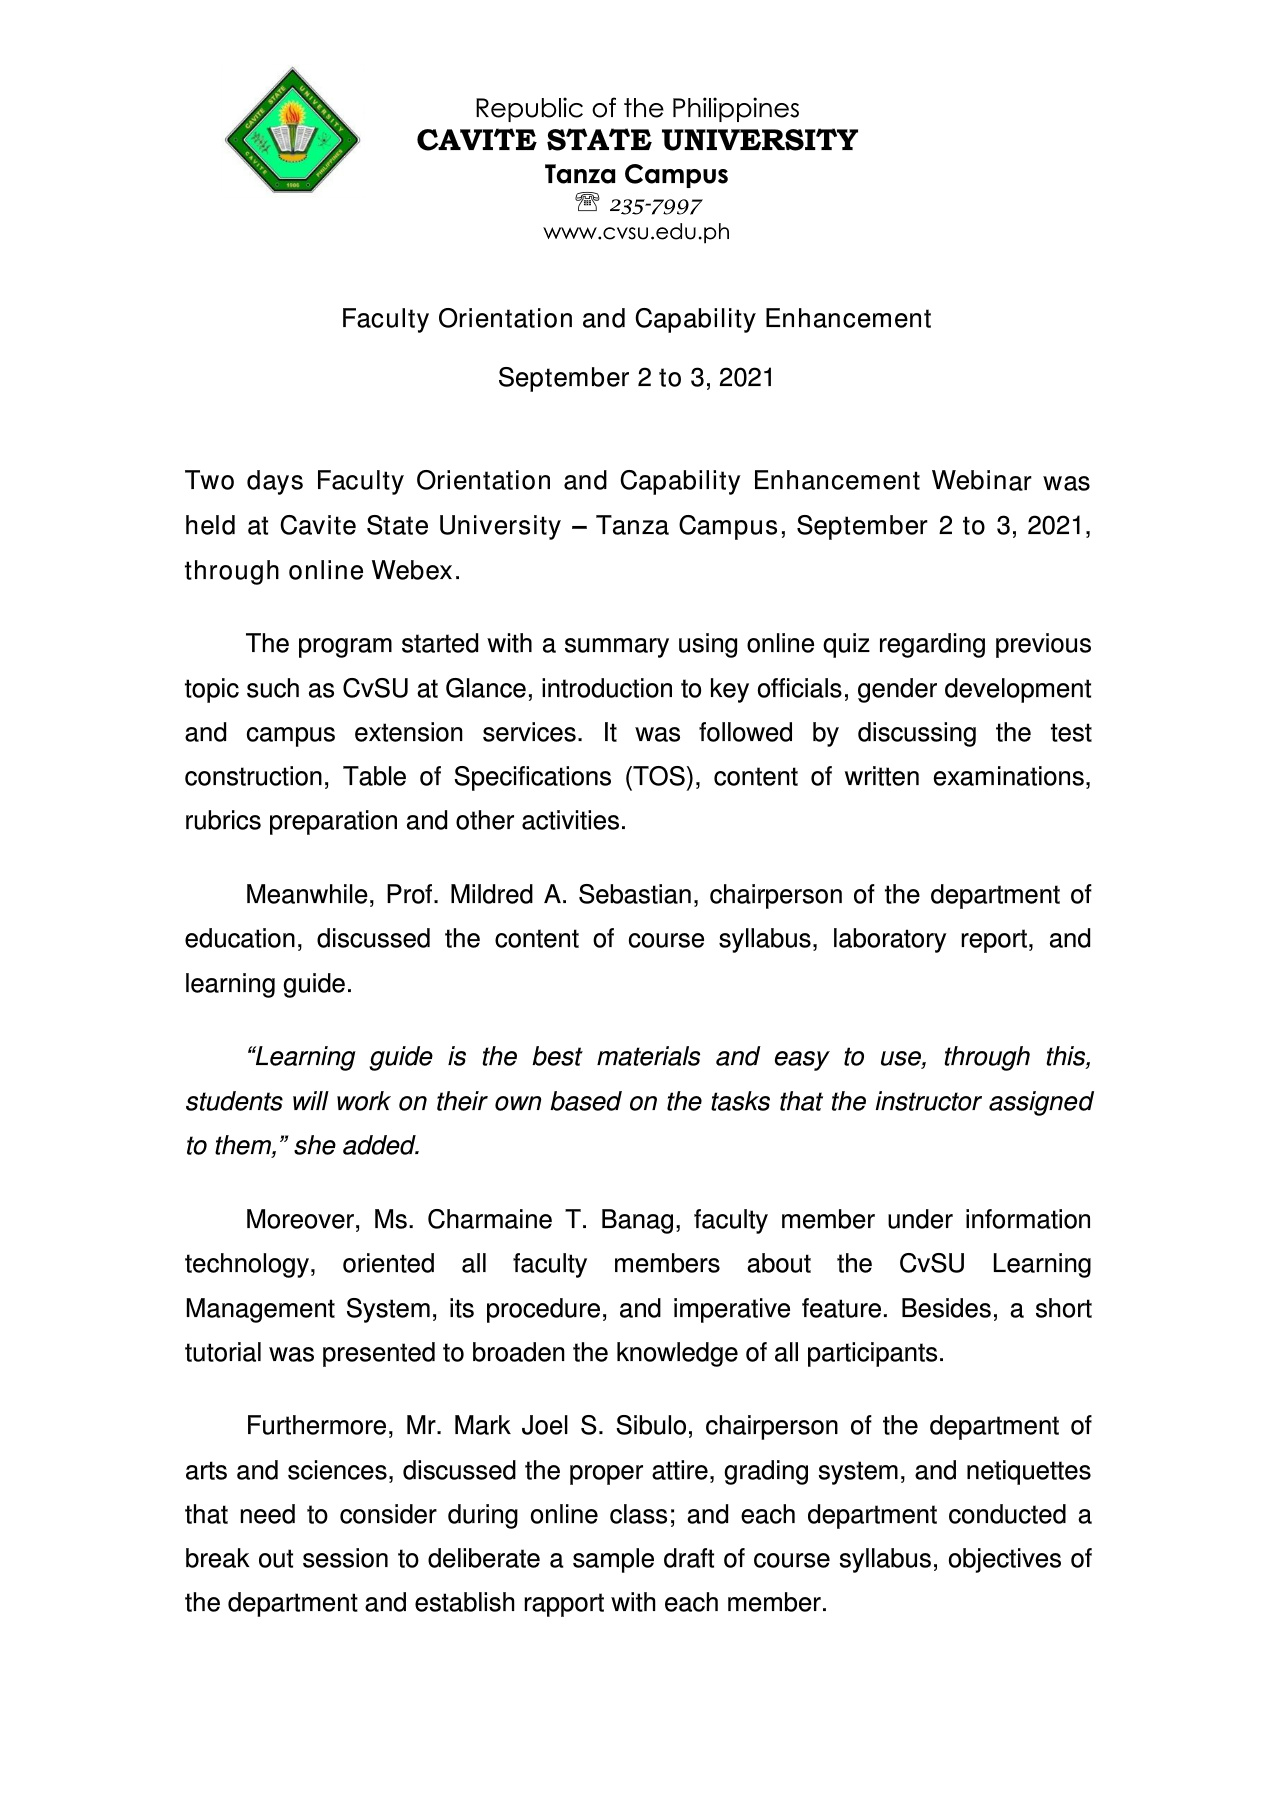 CAVITE STATE UNIVERSITY
CAVITE PHILIPPINES
1906
Republic of the Philippines
CAVITE STATE UNIVERSITY
Tanza Campus
☏ 235-7997
www.cvsu.edu.ph
Faculty Orientation and Capability Enhancement
September 2 to 3, 2021
Two days Faculty Orientation and Capability Enhancement Webinar was
held at Cavite State University – Tanza Campus, September 2 to 3, 2021,
through online Webex.
The program started with a summary using online quiz regarding previous
topic such as CvSU at Glance, introduction to key officials, gender development
and campus extension services. It was followed by discussing the test
construction, Table of Specifications (TOS), content of written examinations,
rubrics preparation and other activities.
Meanwhile, Prof. Mildred A. Sebastian, chairperson of the department of
education, discussed the content of course syllabus, laboratory report, and
learning guide.
“Learning guide is the best materials and easy to use, through this,
students will work on their own based on the tasks that the instructor assigned
to them,” she added.
Moreover, Ms. Charmaine T. Banag, faculty member under information
technology, oriented all faculty members about the CvSU Learning
Management System, its procedure, and imperative feature. Besides, a short
tutorial was presented to broaden the knowledge of all participants.
Furthermore, Mr. Mark Joel S. Sibulo, chairperson of the department of
arts and sciences, discussed the proper attire, grading system, and netiquettes
that need to consider during online class; and each department conducted a
break out session to deliberate a sample draft of course syllabus, objectives of
the department and establish rapport with each member.